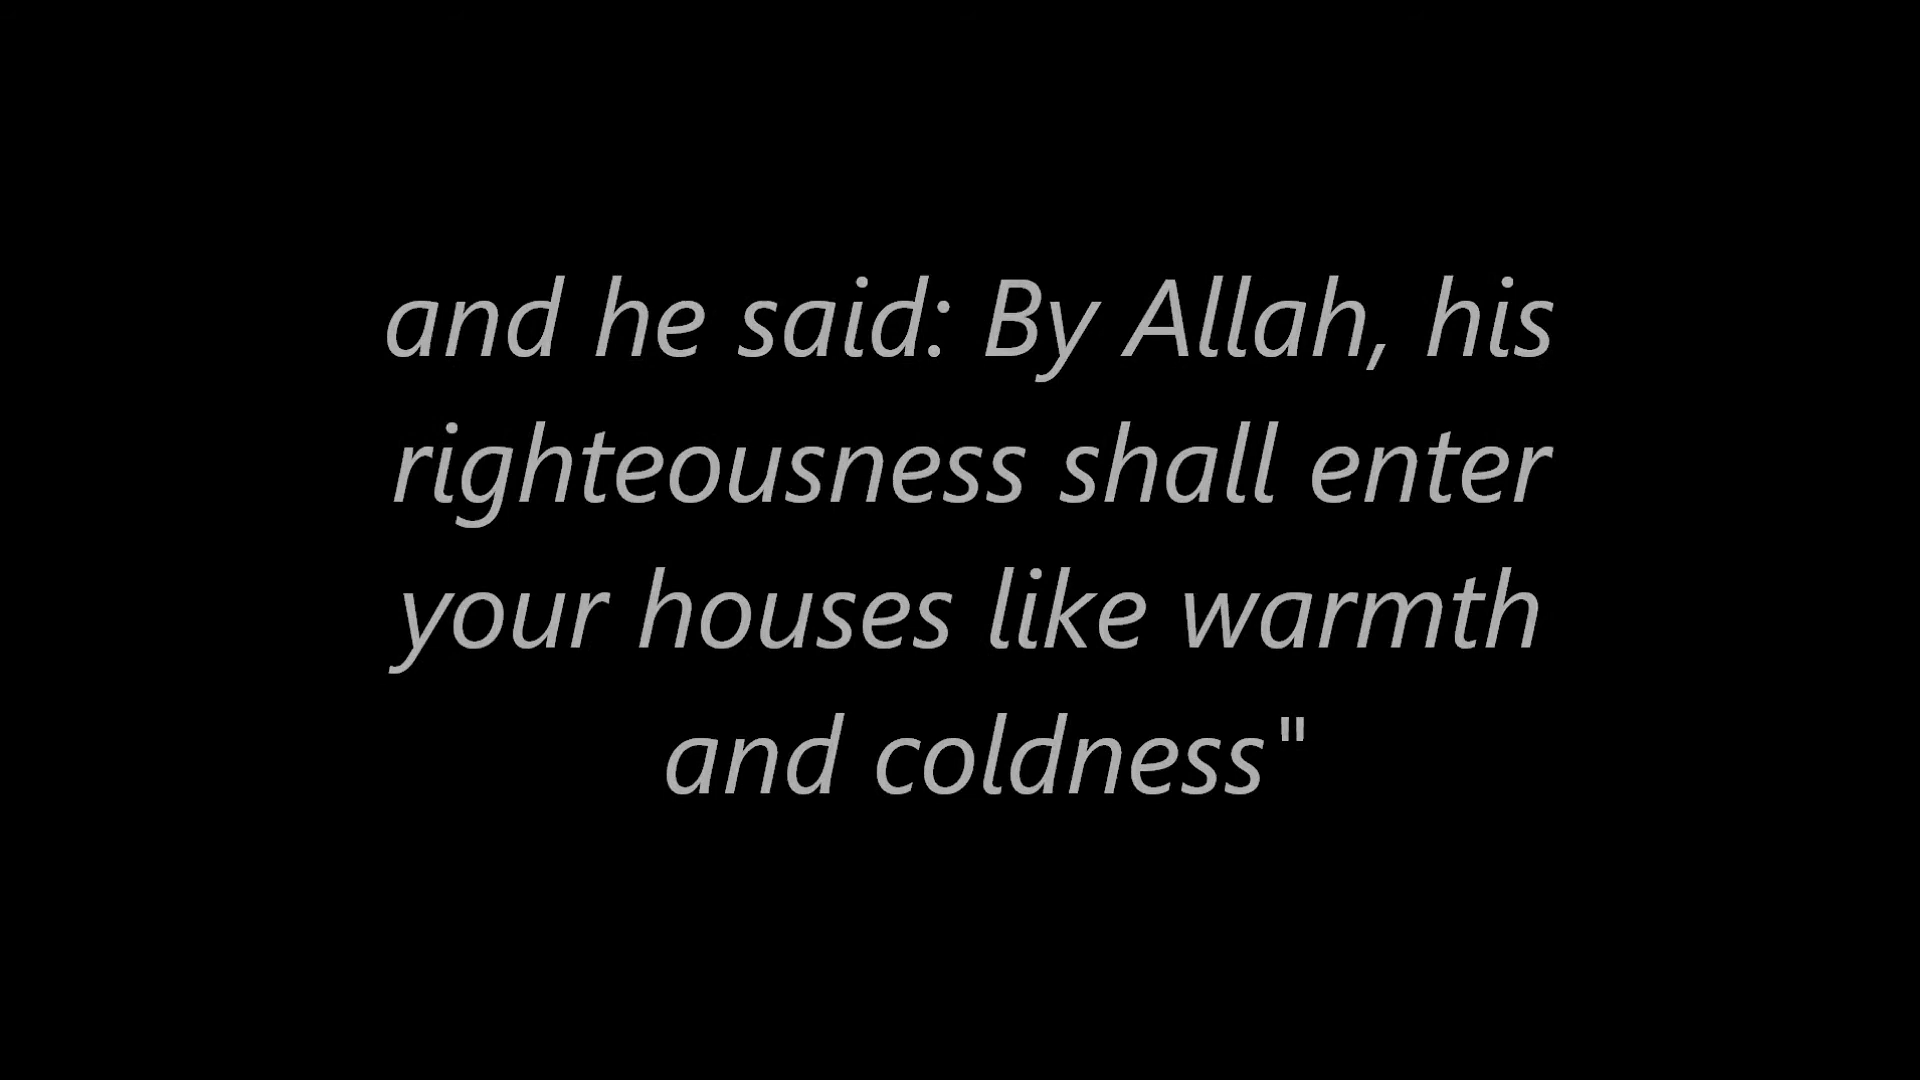 and he said: By Allah, his
righteousness shall enter
your houses like warmth
and coldness"